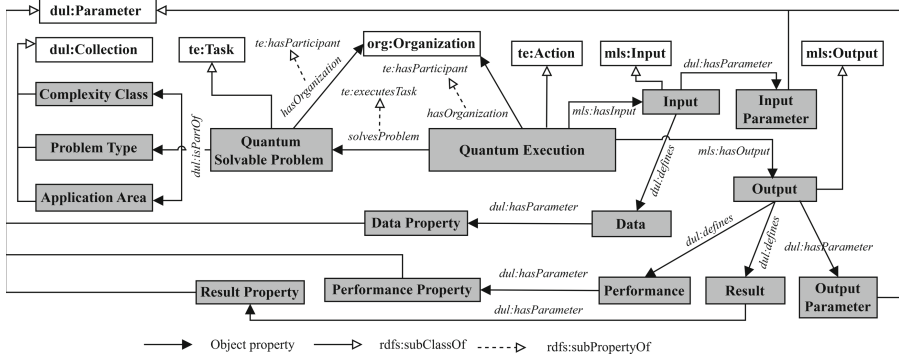 dul:Parameter
dul:Collection
te:Task
te:hasParticipant
org:Organization
te:Action
mls:Input
mls:Output
te:hasParticipant
dul:hasParameter
hasOrganization
te:executesTask
hasOrganization
mls:hasInput
Complexity Class
Input
Input
Parameter
Problem Type
dul:isPartOf
Quantum
Solvable Problem
solvesProblem
Quantum Execution
mls:hasOutput
dul:defines
Application Area
Output
Data Property
dul:hasParameter
Data
dul:defines
dul:defines
dul:hasParameter
Result Property
Performance Property
dul:hasParameter
Performance
Result
Output
Parameter
dul:hasParameter
Object property
rdfs:subClassOf
rdfs:subPropertyOf